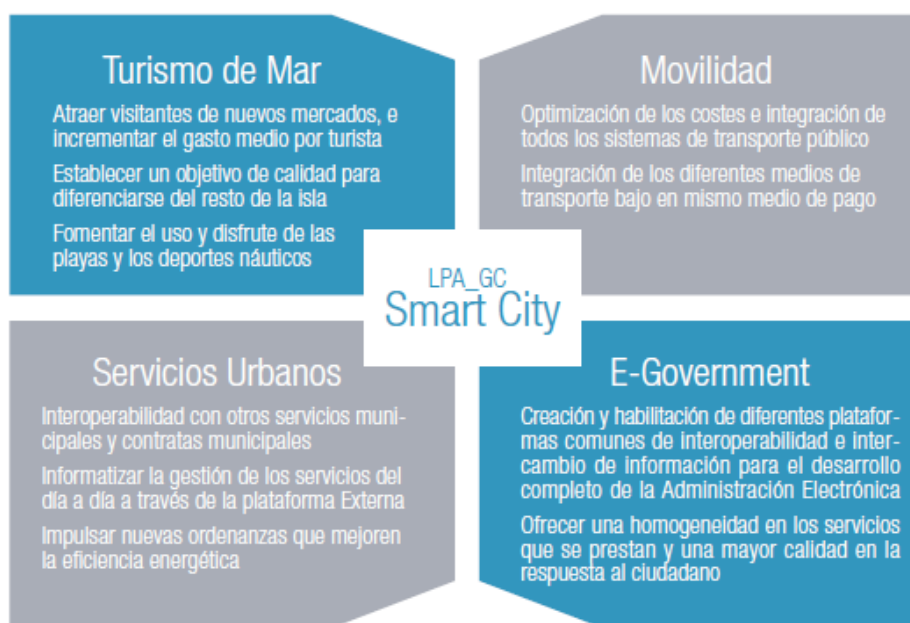 Turismo de Mar
Atraer visitantes de nuevos mercados, e
incrementar el gasto medio por turista
Establecer un objetivo de calidad para
diferenciarse del resto de la isla
Fomentar el uso y disfrute de las
playas y los deportes náuticos
Movilidad
Optimización de los costes e integración de
todos los sistemas de transporte público
Integración de los diferentes medios de
transporte bajo en mismo medio de pago
LPA_GC
Smart City
Servicios Urbanos
Interoperabilidad con otros servicios muni-
cipales y contratas municipales
Informatizar la gestión de los servicios del
día a día a través de la plataforma Externa
Impulsar nuevas ordenanzas que mejoren
la eficiencia energética
E-Government
Creación y habilitación de diferentes platafor-
mas comunes de interoperabilidad e inter-
cambio de información para el desarrollo
completo de la Administración Electrónica
Ofrecer una homogeneidad en los servicios
que se prestan y una mayor calidad en la
respuesta al ciudadano